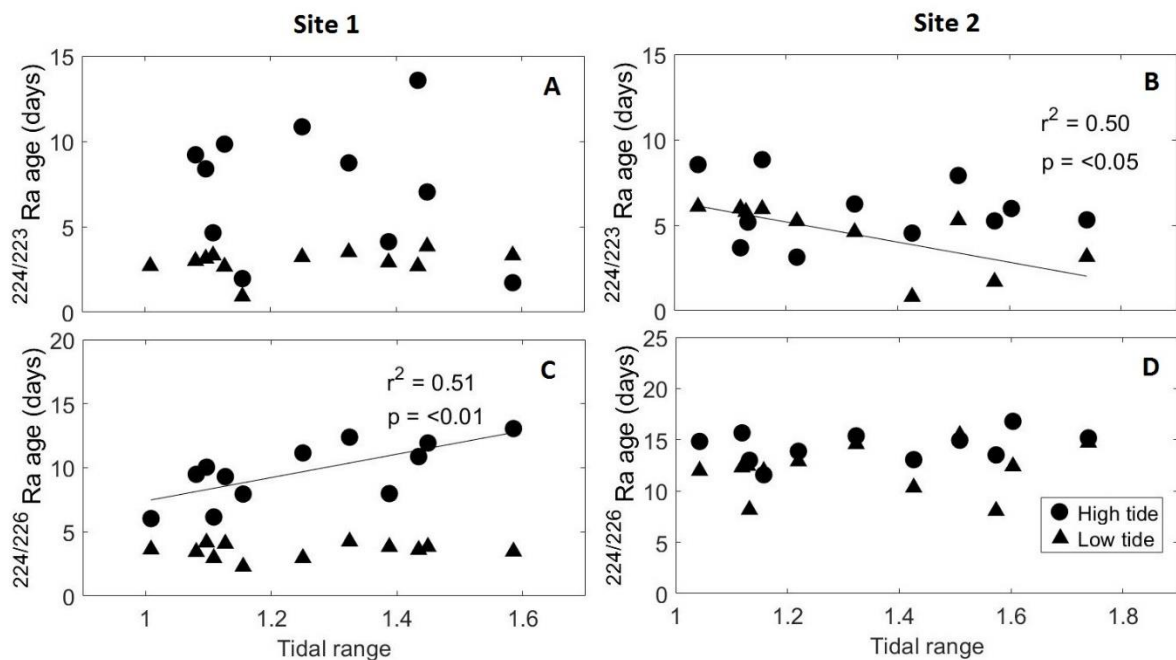 Site 1
Site 2
15
10
5
0
224/223 Ra age (days)
A
15
10
5
0
224/223 Ra age (days)
B
r² = 0.50
p = <0.05
20
15
10
5
0
224/226 Ra age (days)
C
r² = 0.51
p = <0.01
1 1.2 1.4 1.6
Tidal range
25
20
15
10
5
0
224/226 Ra age (days)
D
High tide
Low tide
1 1.2 1.4 1.6 1.8
Tidal range